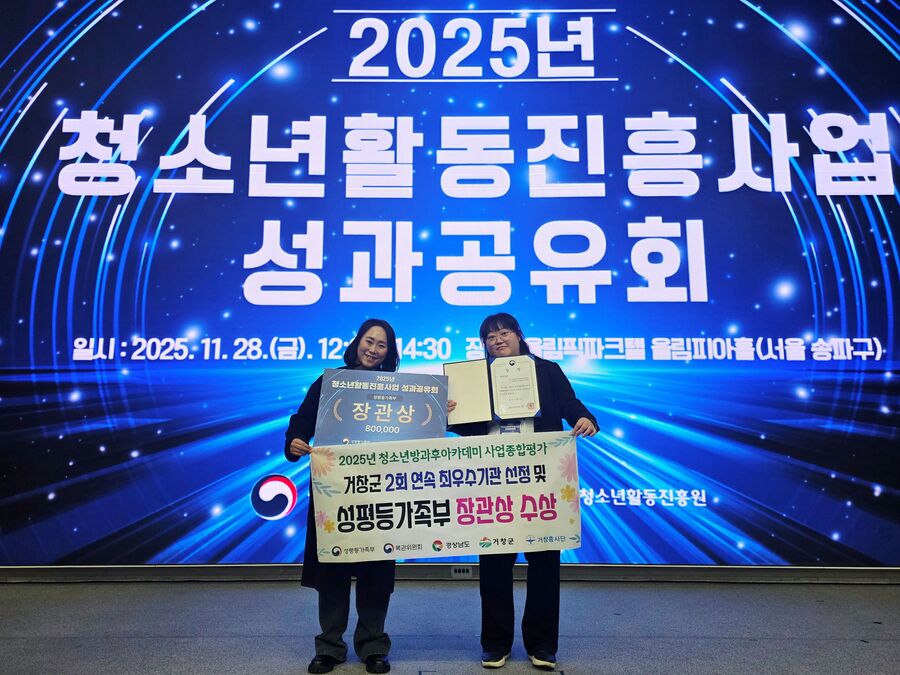 2025년
청소년활동진흥사업
성과공유회
일시 : 2025. 11. 28.(금). 12: 14:30 장 올림픽파크텔 올림피아홀(서울 송파구)
2025년
청소년활동진흥사업 성과공유회
성평등가족부
장관상
800,000
2025년 청소년방과후아카데미 사업종합평가
거창군 2회 연속 최우수기관 선정 및
성평등가족부 장관상 수상
성평등가족부 복권위원회 경상남도 거창군 거창흥사단
청소년활동진흥원